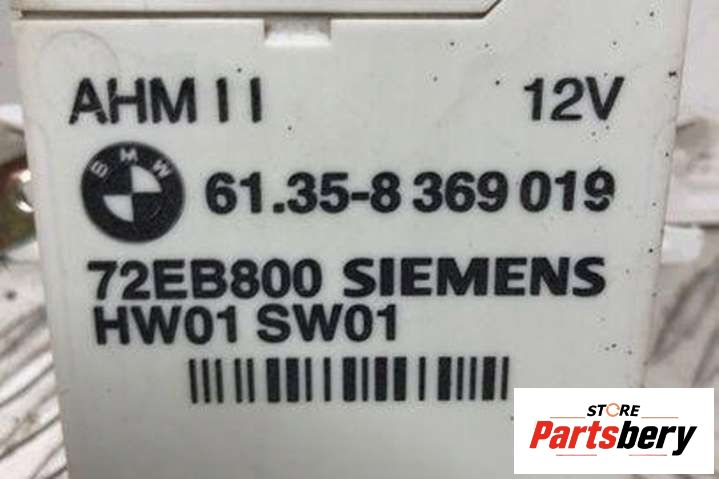 AHM II 12V
BMW 61.35-8 369 019
72EB800 SIEMENS
HW01 SW01
STORE
Partsbery